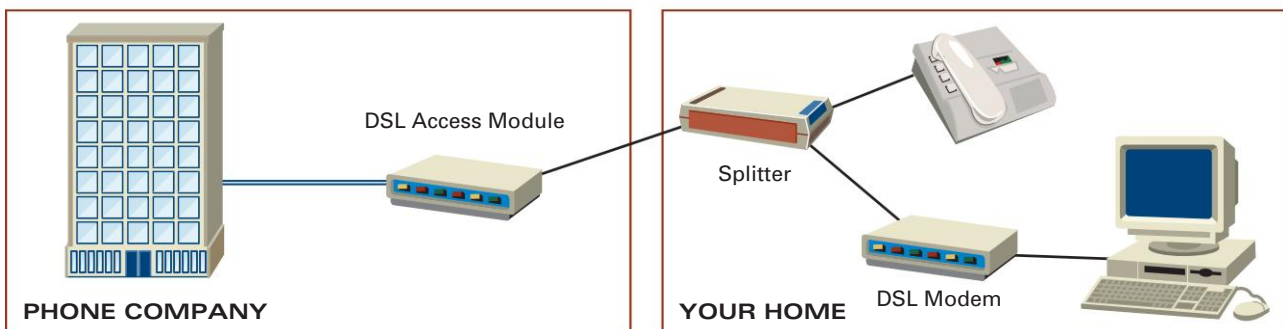 DSL Access Module
PHONE COMPANY
Splitter
DSL Modem
YOUR HOME